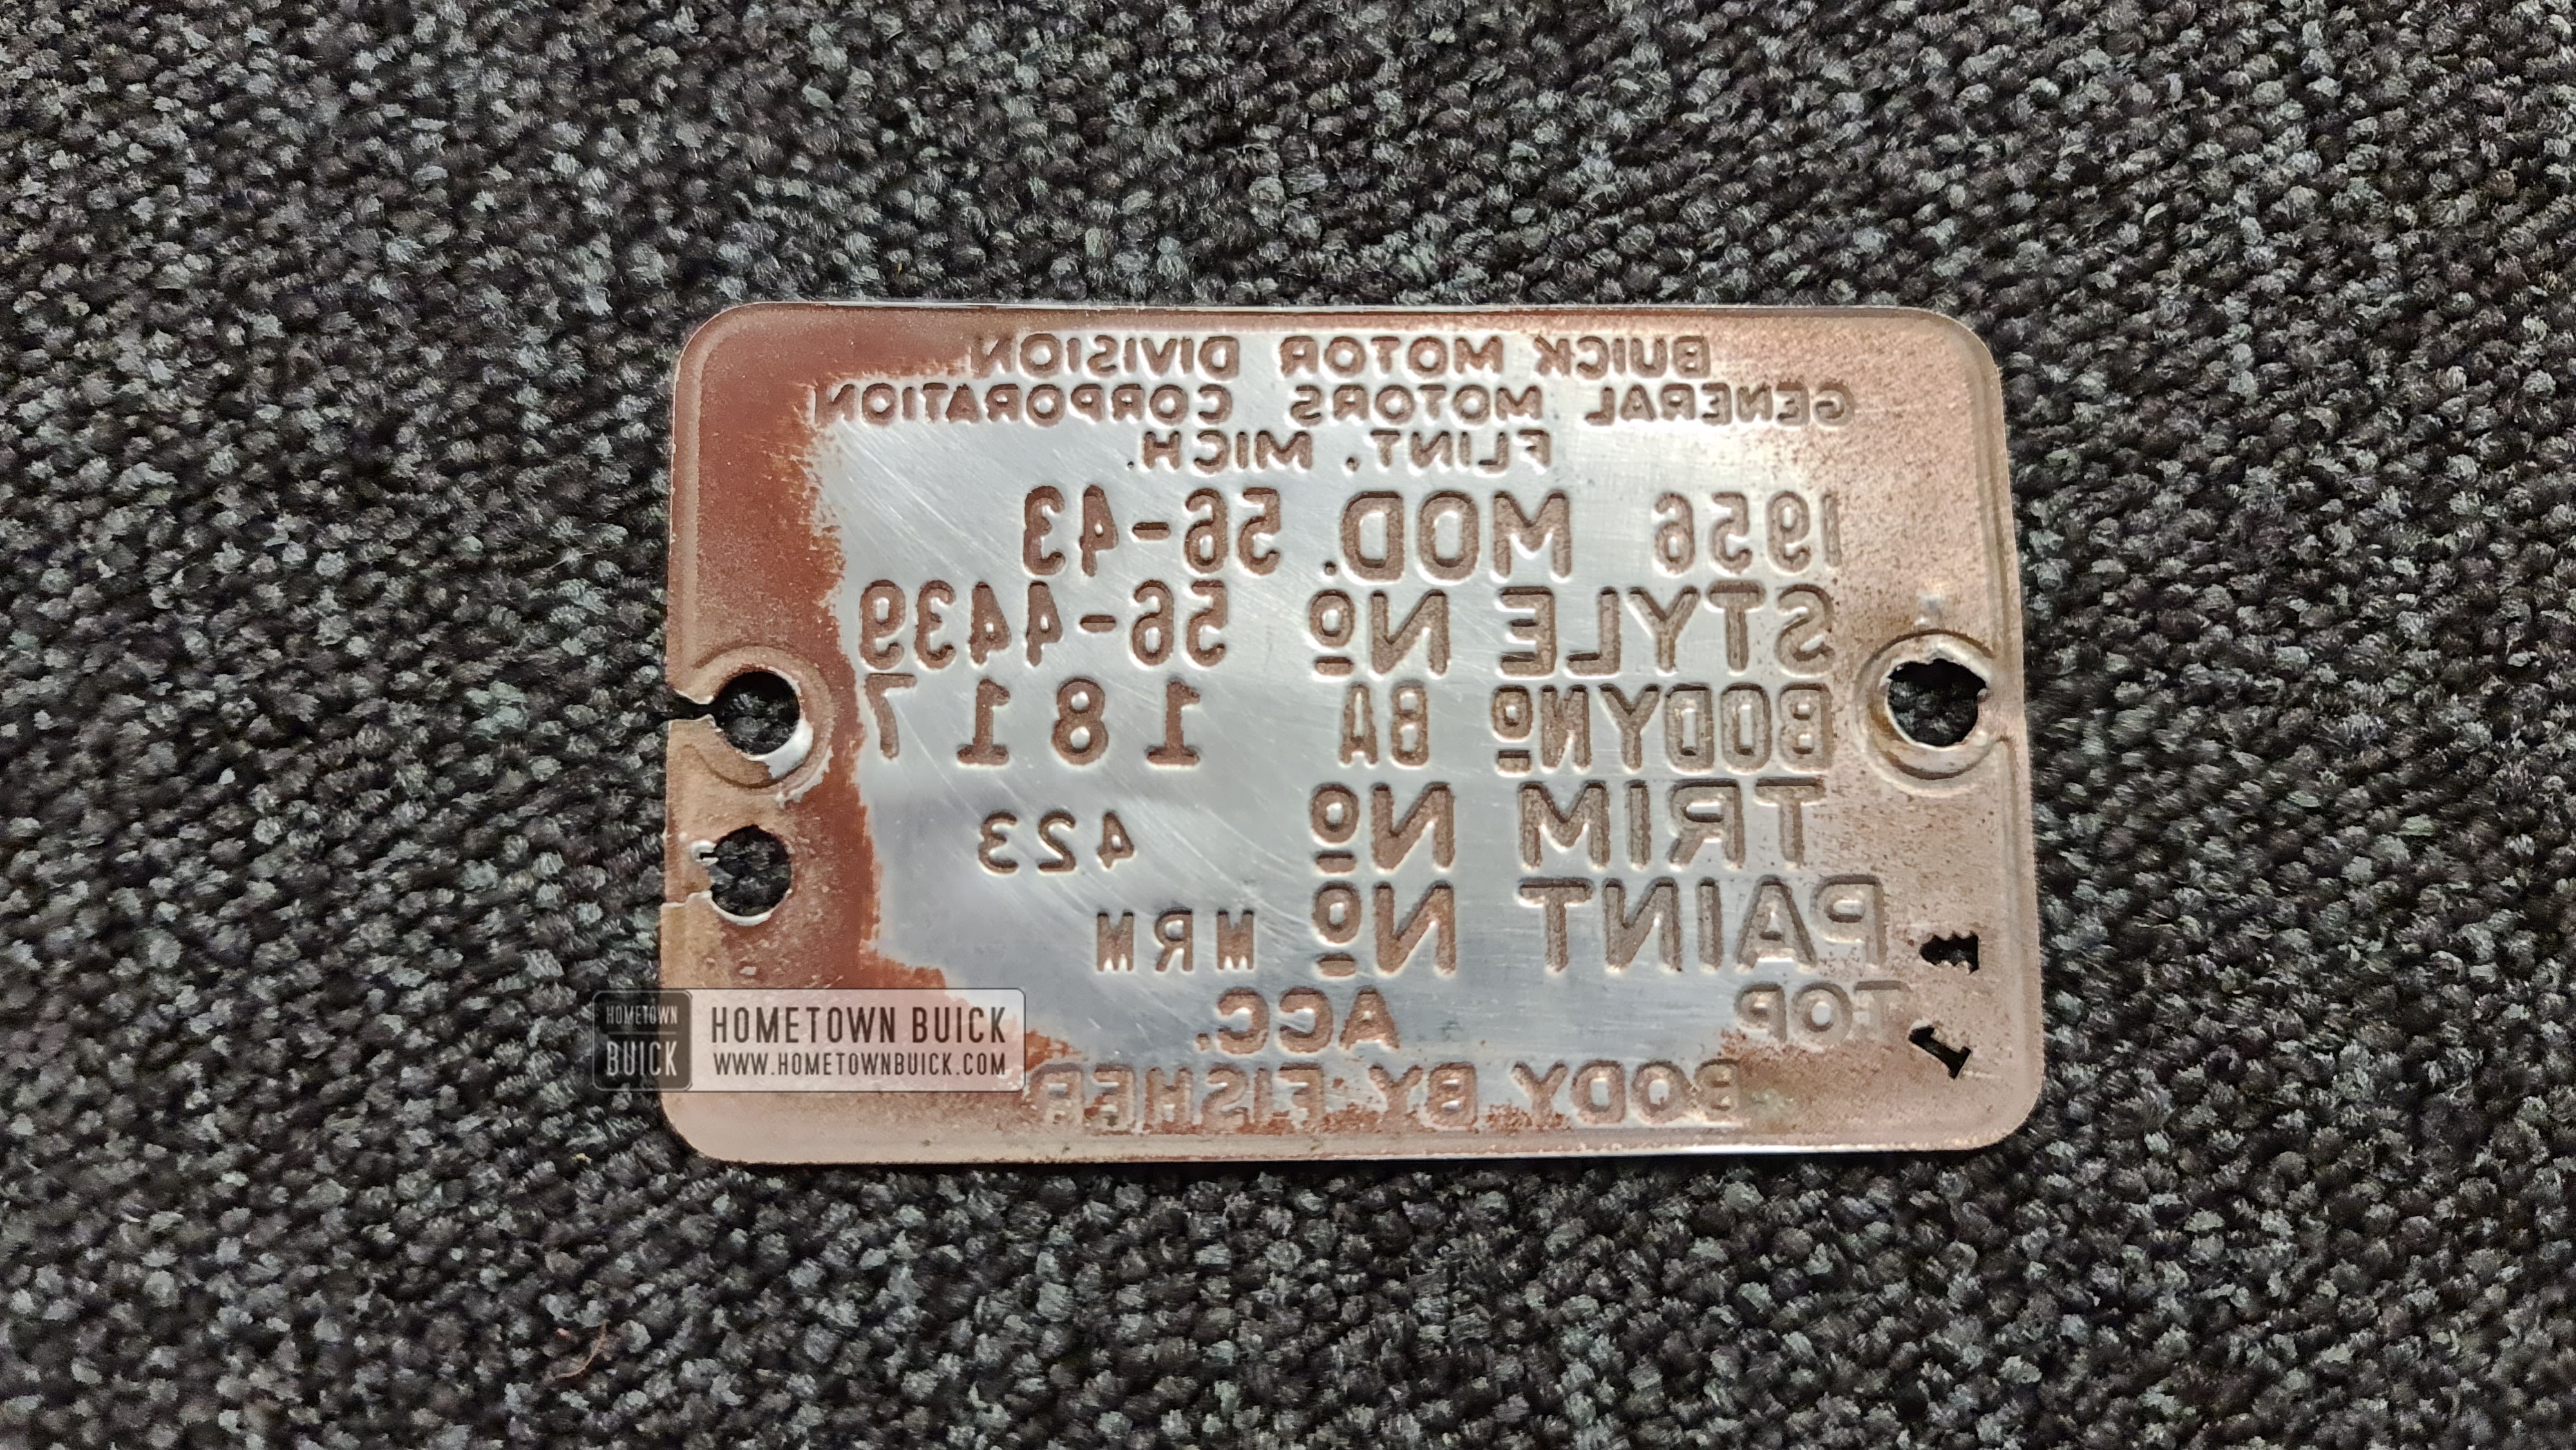 BUICK MOTOR DIVISION
GENERAL MOTORS CORPORATION
FLINT, MICH.
1956 MOD. 56-43
STYLE Nº 56-4439
BODY Nº BA 1817
TRIM Nº 423
PAINT Nº MRM
TOP ACC.
BODY BY FISHER
HOMETOWN
BUICK
HOMETOWN BUICK
WWW.HOMETOWNBUICK.COM